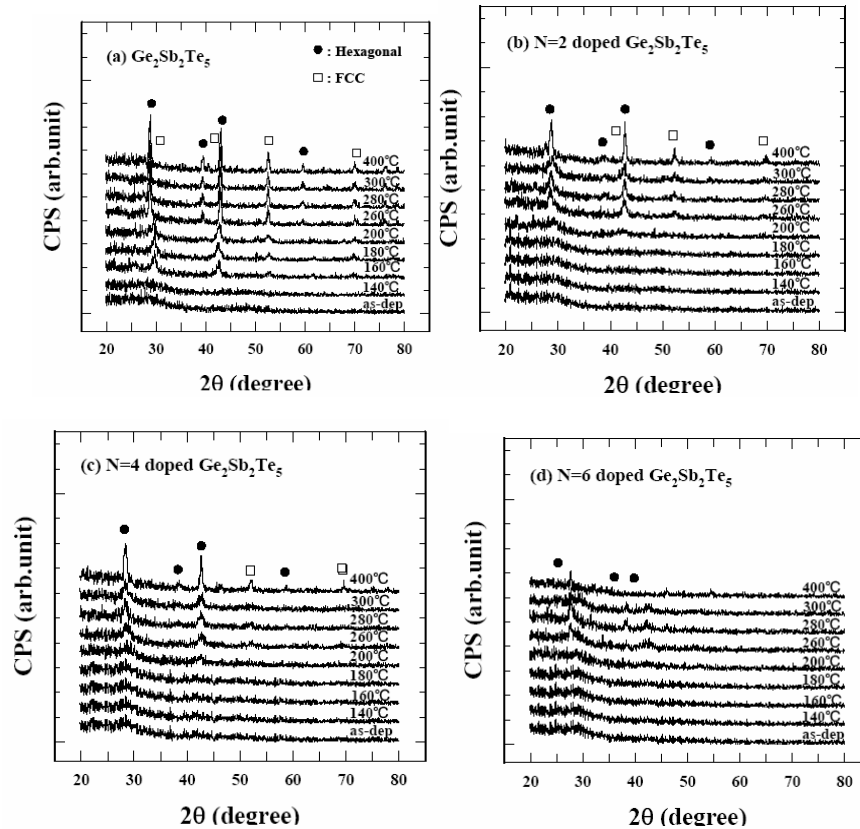 (a) Ge2Sb2Te5
● : Hexagonal
□ : FCC
CPS (arb.unit)
400℃
300℃
280℃
260℃
200℃
180℃
160℃
140℃
as-dep
20 30 40 50 60 70 80
2θ (degree)
(b) N=2 doped Ge2Sb2Te5
CPS (arb.unit)
400℃
300℃
280℃
260℃
200℃
180℃
160℃
140℃
as-dep
20 30 40 50 60 70 80
2θ (degree)
(c) N=4 doped Ge2Sb2Te5
CPS (arb.unit)
400℃
300℃
280℃
260℃
200℃
180℃
160℃
140℃
as-dep
20 30 40 50 60 70 80
2θ (degree)
(d) N=6 doped Ge2Sb2Te5
CPS (arb.unit)
400℃
300℃
280℃
260℃
200℃
180℃
160℃
140℃
as-dep
20 30 40 50 60 70 80
2θ (degree)